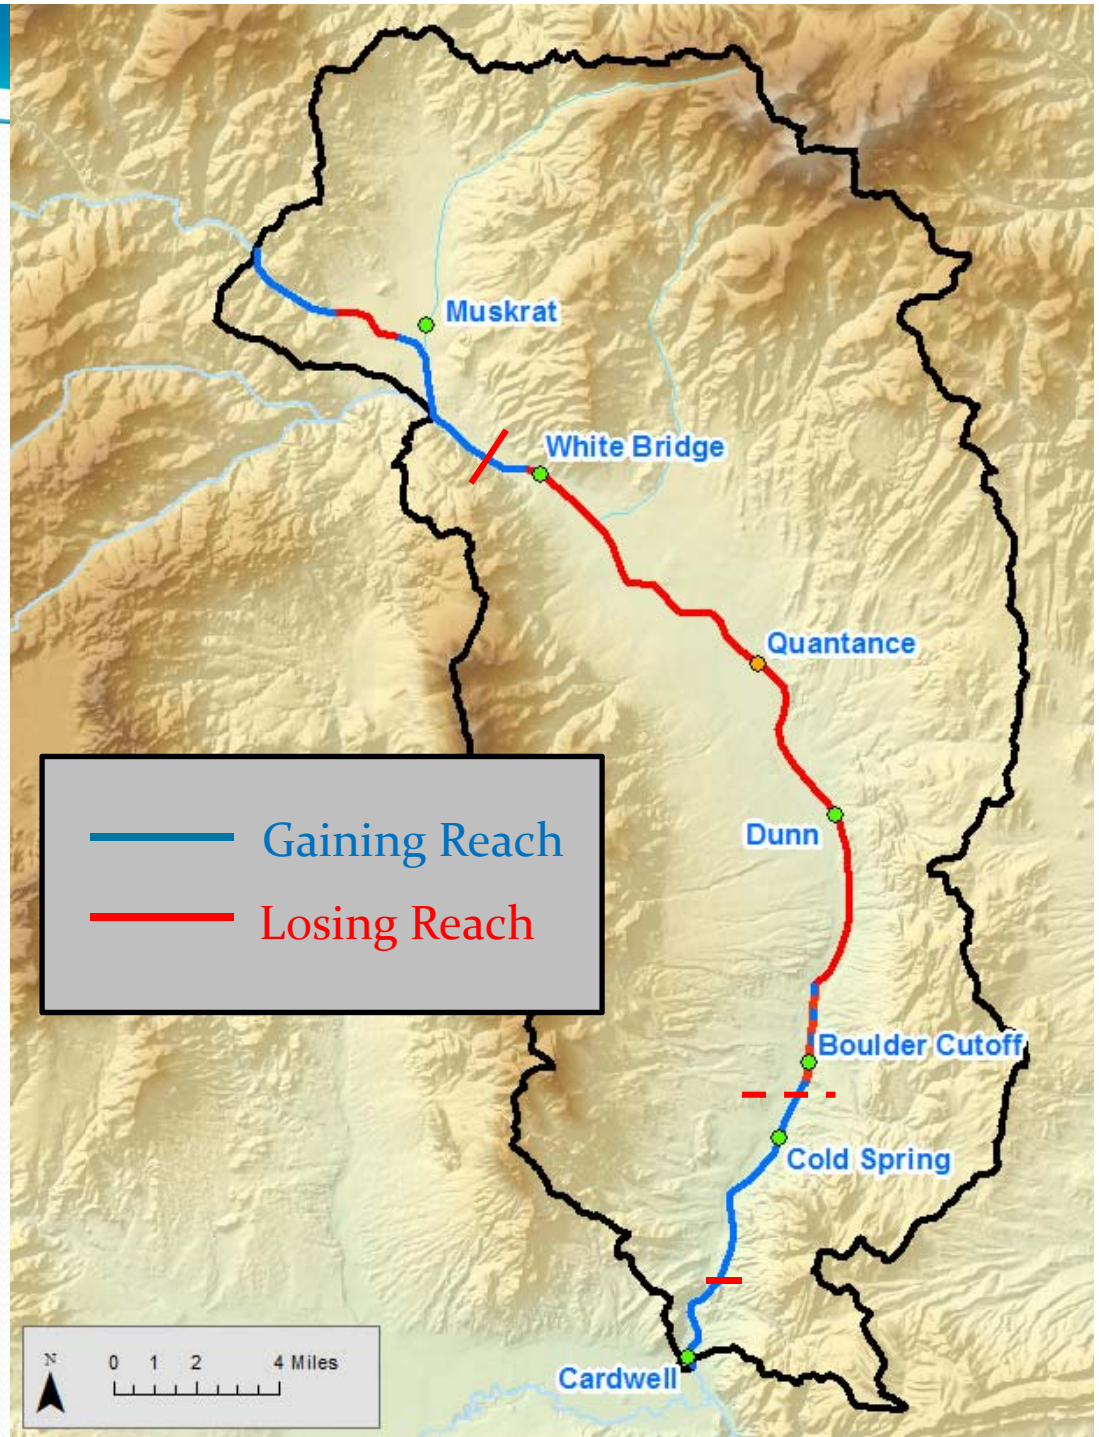 Muskrat
White Bridge
Quantance
Dunn
Gaining Reach
Losing Reach
Boulder Cutoff
Cold Spring
N
0 1 2 4 Miles
Cardwell